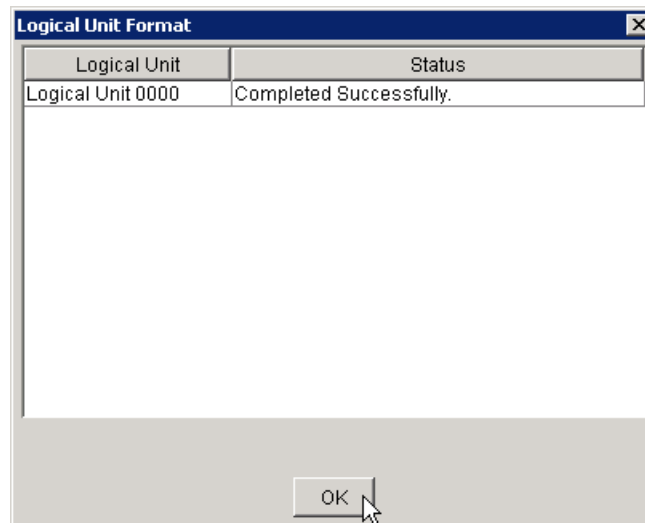 Logical Unit Format
Logical Unit Status
Logical Unit 0000 Completed Successfully.
OK